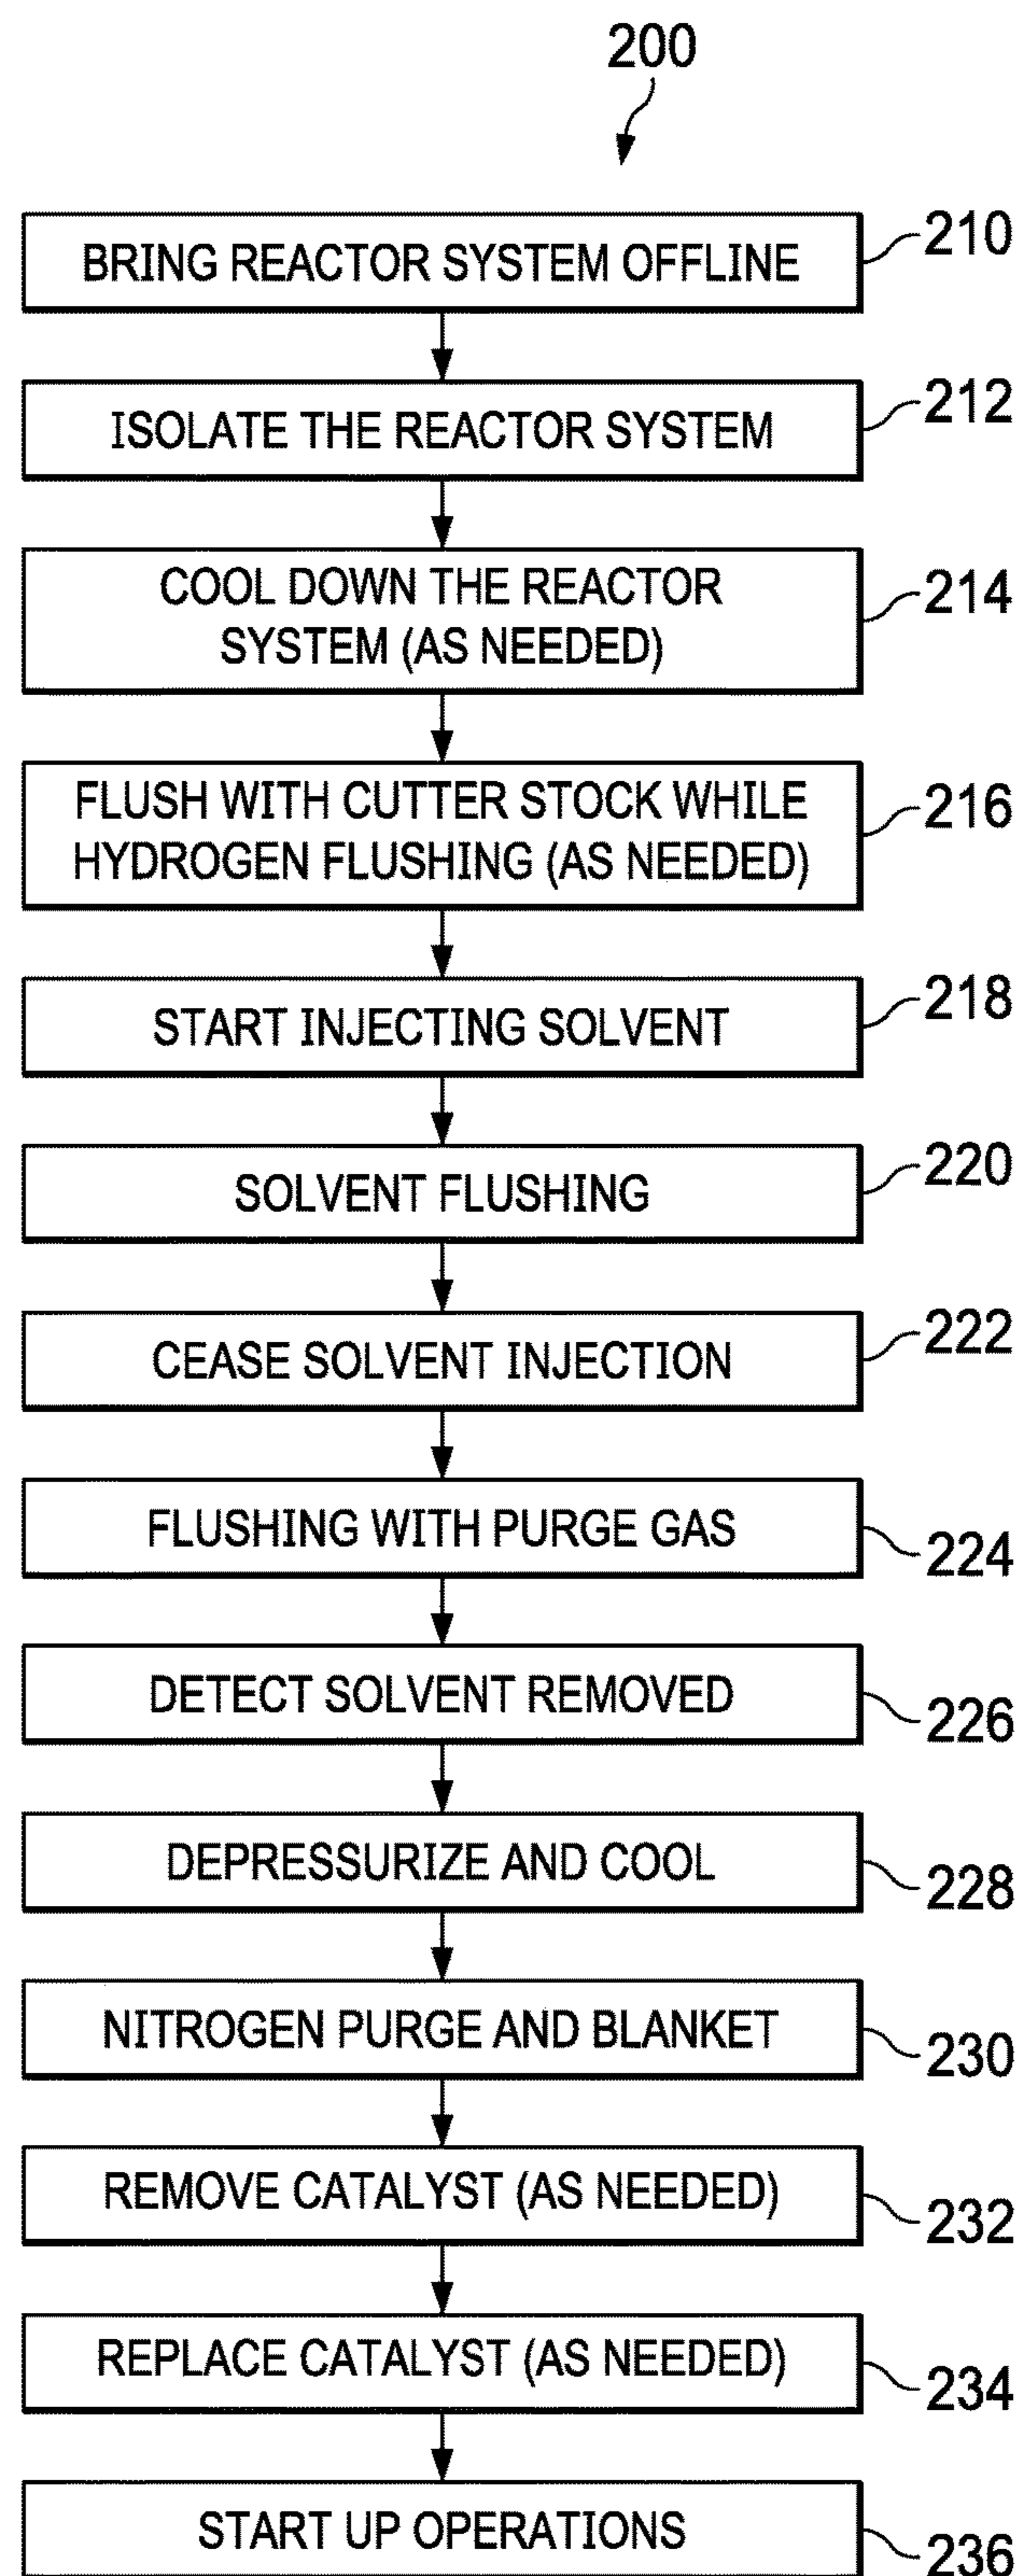 200
BRING REACTOR SYSTEM OFFLINE
210
ISOLATE THE REACTOR SYSTEM
212
COOL DOWN THE REACTOR
SYSTEM (AS NEEDED)
214
FLUSH WITH CUTTER STOCK WHILE
HYDROGEN FLUSHING (AS NEEDED)
216
START INJECTING SOLVENT
218
SOLVENT FLUSHING
220
CEASE SOLVENT INJECTION
222
FLUSHING WITH PURGE GAS
224
DETECT SOLVENT REMOVED
226
DEPRESSURIZE AND COOL
228
NITROGEN PURGE AND BLANKET
230
REMOVE CATALYST (AS NEEDED)
232
REPLACE CATALYST (AS NEEDED)
234
START UP OPERATIONS
236